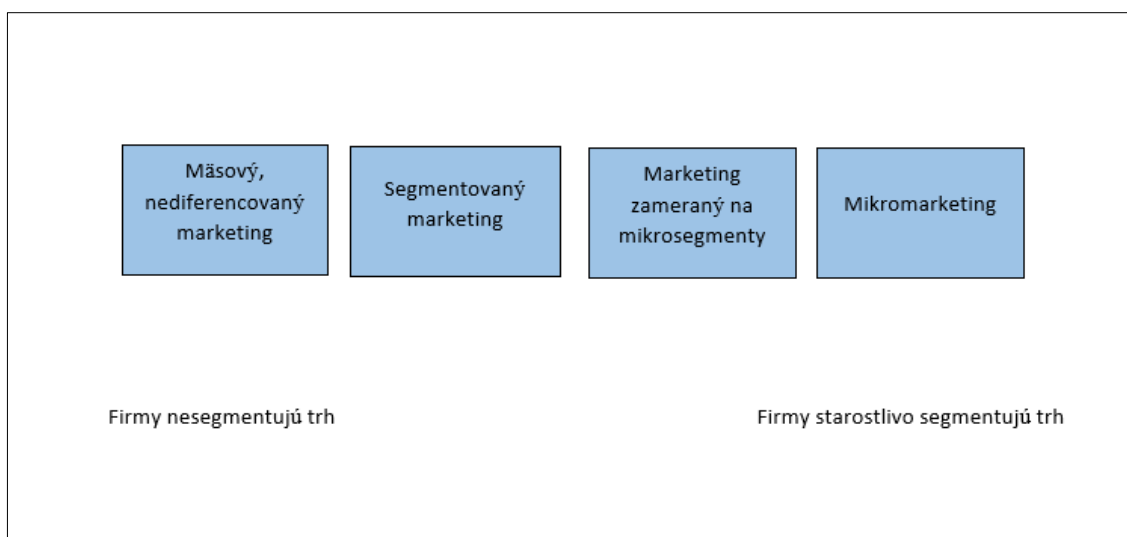 Mäsový,
nediferencovaný
marketing
Segmentovaný
marketing
Marketing
zameraný na
mikrosegmenty
Mikromarketing
Firmy nesegmentujú trh
Firmy starostlivo segmentujú trh